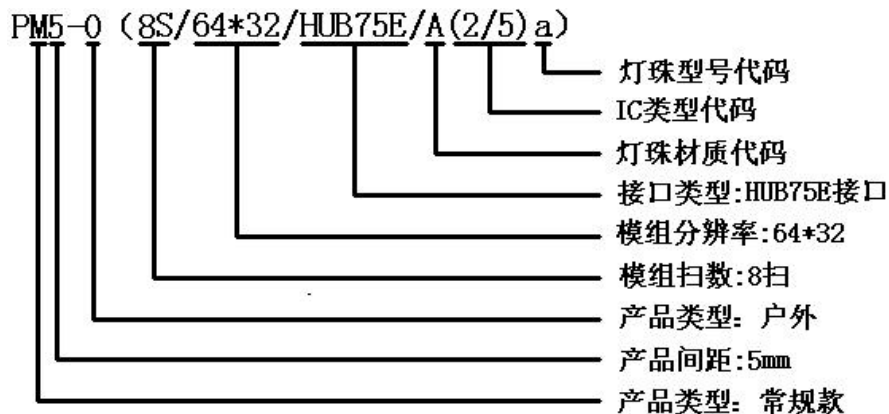 PM5-0（8S/64*32/HUB75E/A(2/5)a）
灯珠型号代码
IC类型代码
灯珠材质代码
接口类型:HUB75E接口
模组分辨率:64*32
模组扫数:8扫
产品类型：户外
产品间距:5mm
产品类型：常规款